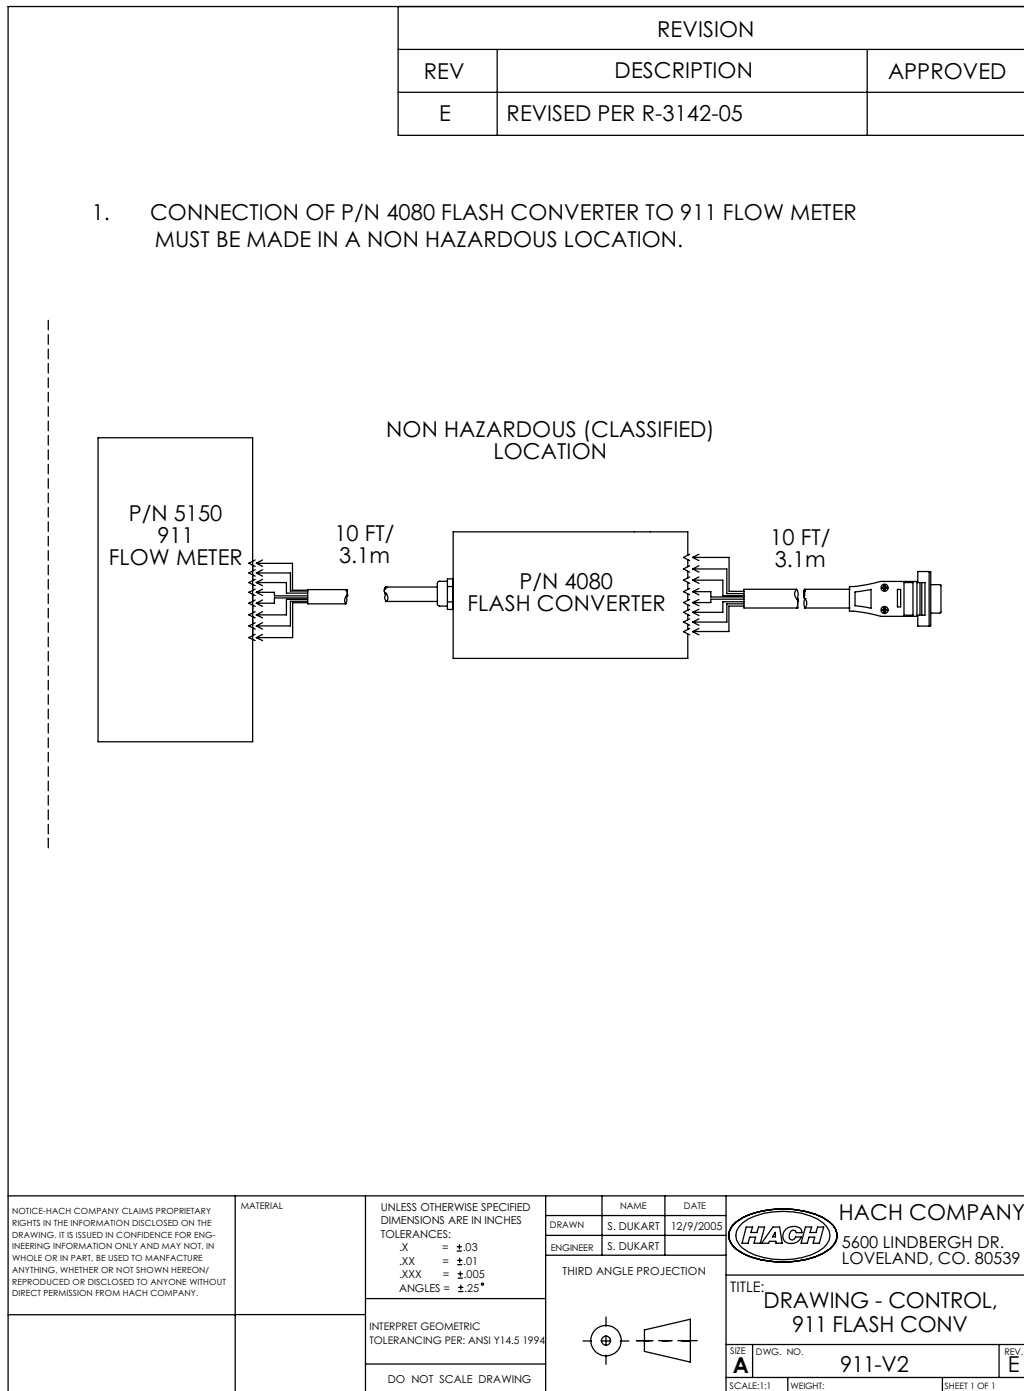 REVISION
REV DESCRIPTION APPROVED
E REVISED PER R-3142-05
1. CONNECTION OF P/N 4080 FLASH CONVERTER TO 911 FLOW METER
MUST BE MADE IN A NON HAZARDOUS LOCATION.
NON HAZARDOUS (CLASSIFIED)
LOCATION
P/N 5150
911
FLOW METER
10 FT/
3.1m
P/N 4080
FLASH CONVERTER
10 FT/
3.1m
NOTICE-HACH COMPANY CLAIMS PROPRIETARY
RIGHTS IN THE INFORMATION DISCLOSED ON THE
DRAWING. IT IS ISSUED IN CONFIDENCE FOR ENG-
INEERING INFORMATION ONLY AND MAY NOT, IN
WHOLE OR IN PART, BE USED TO MANFACTURE
ANYTHING, WHETHER OR NOT SHOWN HEREON/
REPRODUCED OR DISCLOSED TO ANYONE WITHOUT
DIRECT PERMISSION FROM HACH COMPANY.
MATERIAL
UNLESS OTHERWISE SPECIFIED
DIMENSIONS ARE IN INCHES
TOLERANCES:
.X = ±.03
.XX = ±.01
.XXX = ±.005
ANGLES = ±.25°
INTERPRET GEOMETRIC
TOLERANCING PER: ANSI Y14.5 1994
DO NOT SCALE DRAWING
NAME DATE
DRAWN S. DUKART 12/9/2005
ENGINEER S. DUKART
THIRD ANGLE PROJECTION
HACH
HACH COMPANY
5600 LINDBERGH DR.
LOVELAND, CO. 80539
TITLE:
DRAWING - CONTROL,
911 FLASH CONV
SIZE DWG. NO. REV.
A 911-V2 E
SCALE:1:1 WEIGHT: SHEET 1 OF 1